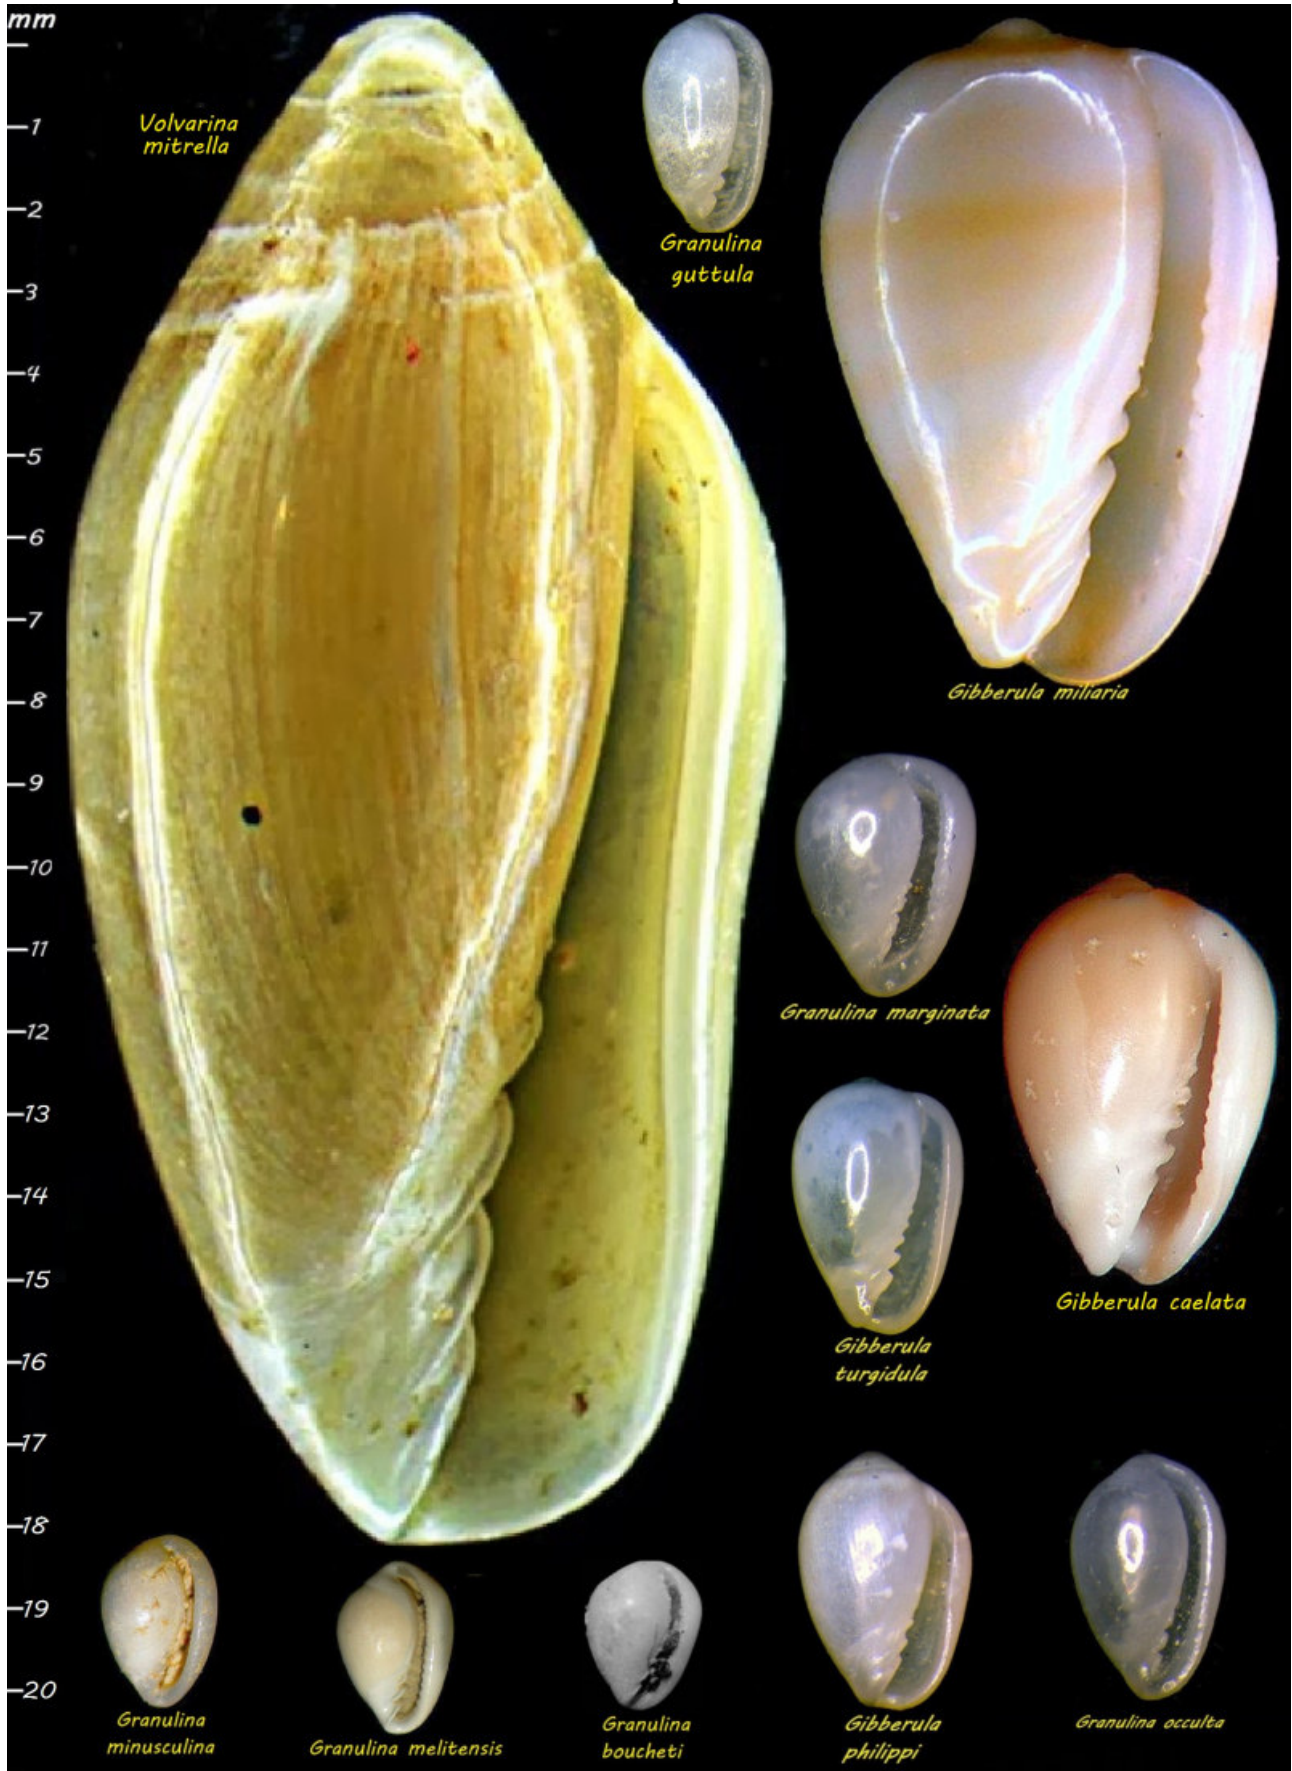 mm
Volvarina
mitrella
1
2
3
4
5
6
7
8
9
10
11
12
13
14
15
16
17
18
19
20
Granulina
guttula
Gibberula miliaria
Granulina marginata
Gibberula caelata
Gibberula
turgidula
Granulina
minusculina
Granulina melitensis
Granulina
boucheti
Gibberula
philippi
Granulina occulta